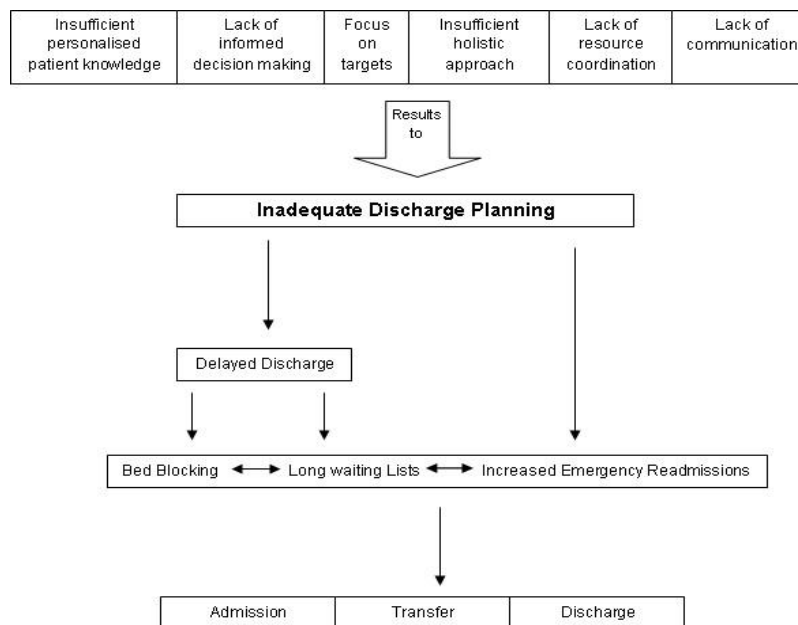 Insufficient
personalised
patient knowledge
Lack of
informed
decision making
Focus
on
targets
Insufficient
holistic
approach
Lack of
resource
coordination
Lack of
communication
Results
to
Inadequate Discharge Planning
Delayed Discharge
Bed Blocking Long waiting Lists Increased Emergency Readmissions
Admission Transfer Discharge